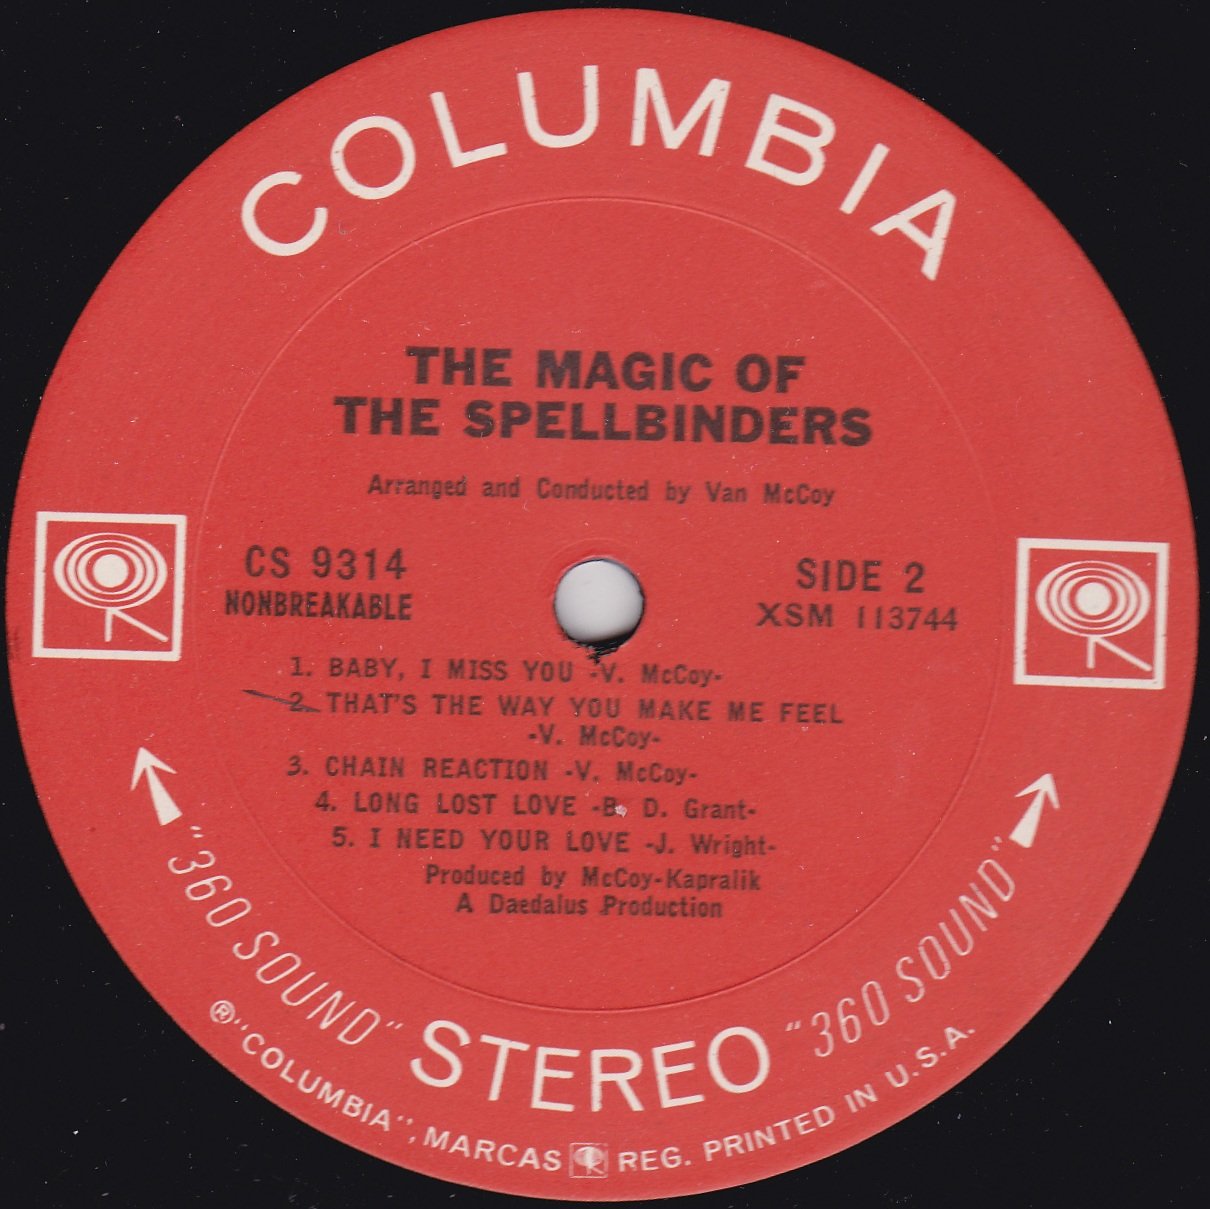 COLUMBIA
THE MAGIC OF
THE SPELLBINDERS
Arranged and Conducted by Van McCoy
CS 9314
NONBREAKABLE
SIDE 2
XSM 113744
1. BABY, I MISS YOU -V. McCoy-
2. THAT'S THE WAY YOU MAKE ME FEEL
-V. McCoy-
3. CHAIN REACTION -V. McCoy-
4. LONG LOST LOVE -B. D. Grant-
5. I NEED YOUR LOVE -J. Wright-
Produced by McCoy-Kapralik
A Daedalus Production
"360 SOUND" STEREO "360 SOUND"
® "COLUMBIA", MARCAS REG. PRINTED IN U.S.A.